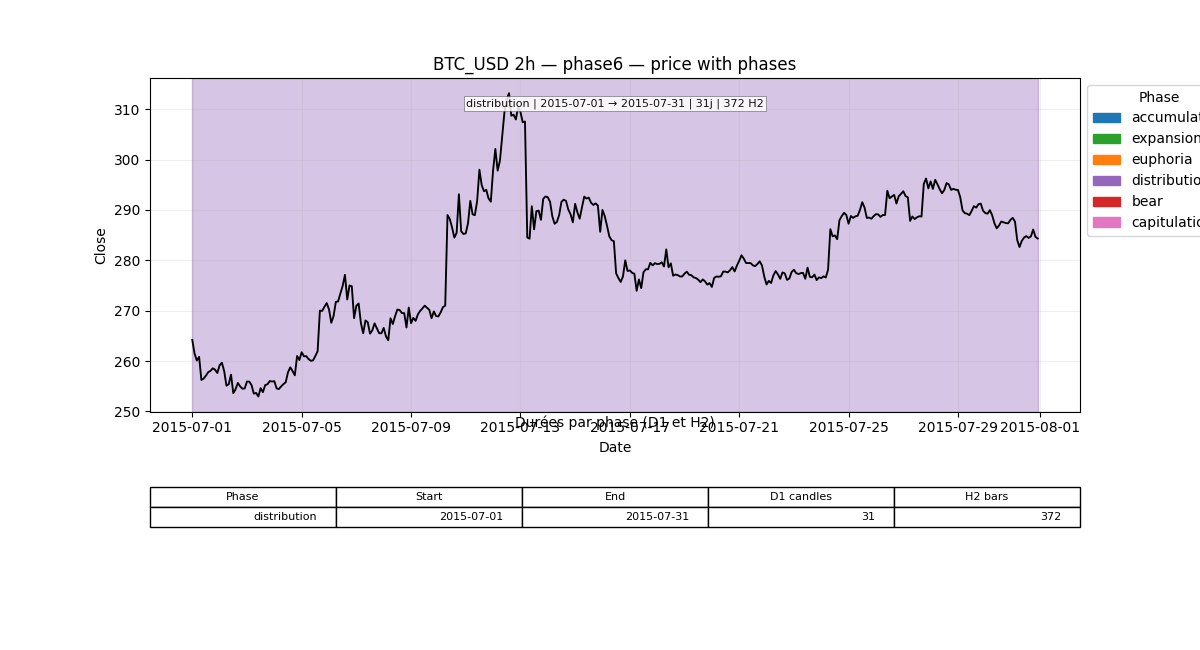 BTC_USD 2h — phase6 — price with phases
distribution | 2015-07-01 → 2015-07-31 | 31j | 372 H2
Close
310
300
290
280
270
260
250
2015-07-01 2015-07-05 2015-07-09 2015-07-13 2015-07-17 2015-07-21 2015-07-25 2015-07-29 2015-08-01
Durées par phase (D1 et H2)
Date
Phase
accumulat
expansion
euphoria
distributio
bear
capitulatio
Phase Start End D1 candles H2 bars
distribution 2015-07-01 2015-07-31 31 372